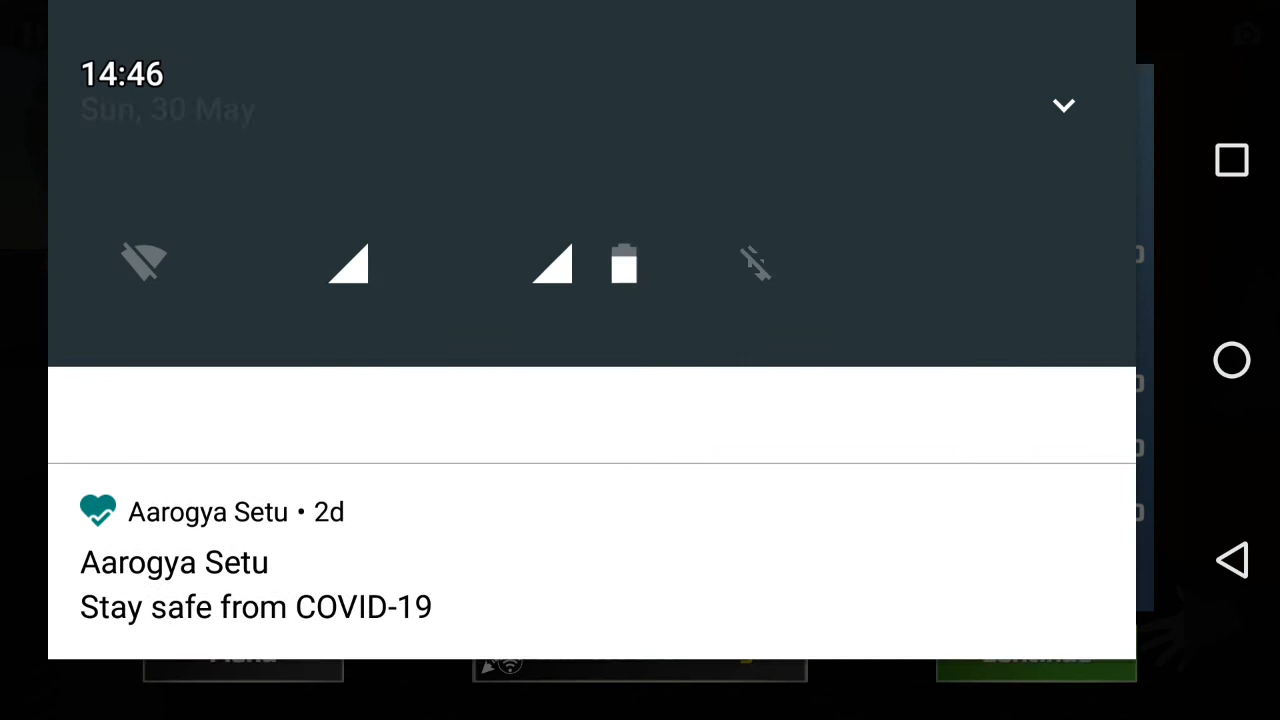 14:46
Sun, 30 May
Aarogya Setu • 2d
Aarogya Setu
Stay safe from COVID-19